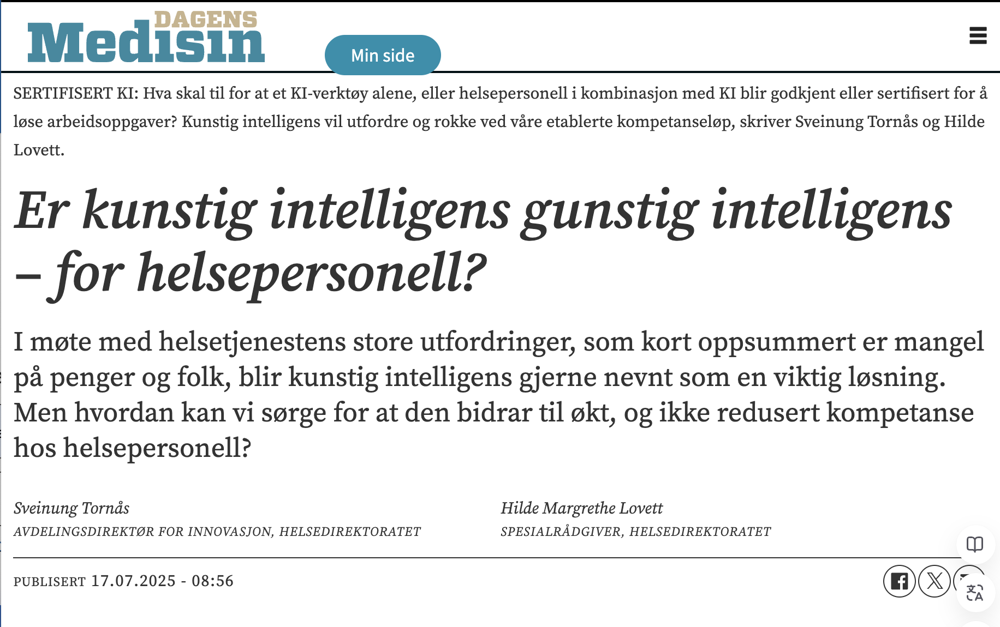 DAGENS
Medisin
Min side
SERTIFISERT KI: Hva skal til for at et KI-verktøy alene, eller helsepersonell i kombinasjon med KI blir godkjent eller sertifisert for å
løse arbeidsoppgaver? Kunstig intelligens vil utfordre og rokke ved våre etablerte kompetanseløp, skriver Sveinung Tornås og Hilde
Lovett.
Er kunstig intelligens gunstig intelligens
– for helsepersonell?
I møte med helsetjenestens store utfordringer, som kort oppsummert er mangel
på penger og folk, blir kunstig intelligens gjerne nevnt som en viktig løsning.
Men hvordan kan vi sørge for at den bidrar til økt, og ikke redusert kompetanse
hos helsepersonell?
Sveinung Tornås
AVDELINGSDIREKTØR FOR INNOVASJON, HELSEDIREKTORATET
Hilde Margrethe Lovett
SPESIALRÅDGIVER, HELSEDIREKTORATET
PUBLISERT 17.07.2025 - 08:56